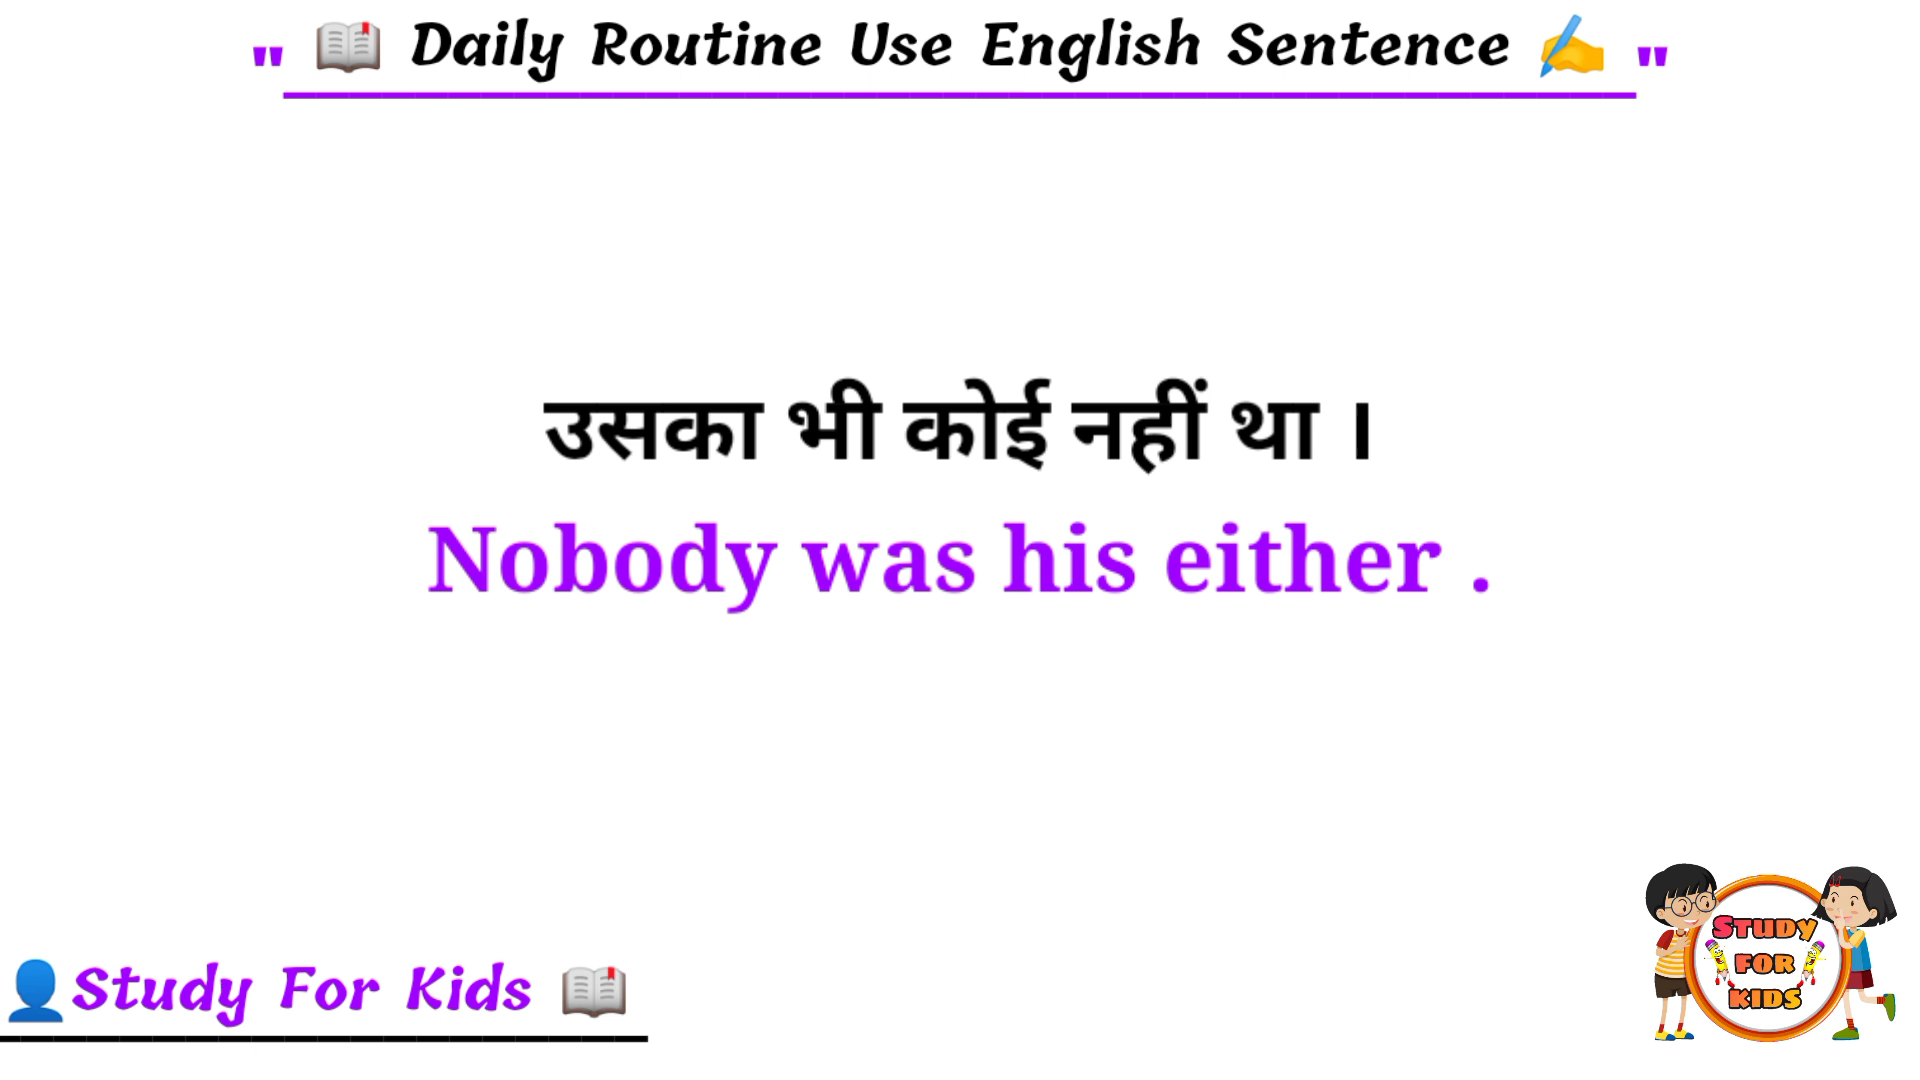 " 📖 Daily Routine Use English Sentence ✍ "
उसका भी कोई नहीं था ।
Nobody was his either .
👤Study For Kids 📖
STUDY
FOR
KIDS